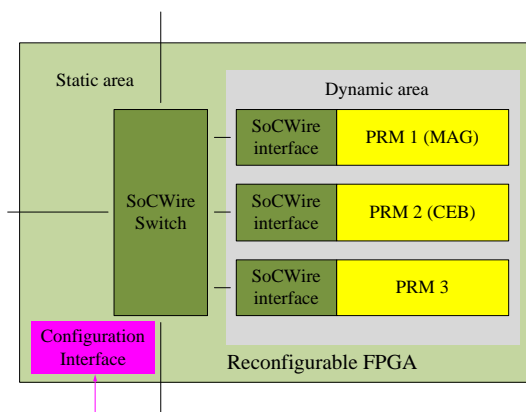 Static area
Dynamic area
SoCWire
interface
PRM 1 (MAG)
SoCWire
Switch
SoCWire
interface
PRM 2 (CEB)
SoCWire
interface
PRM 3
Configuration
Interface
Reconfigurable FPGA